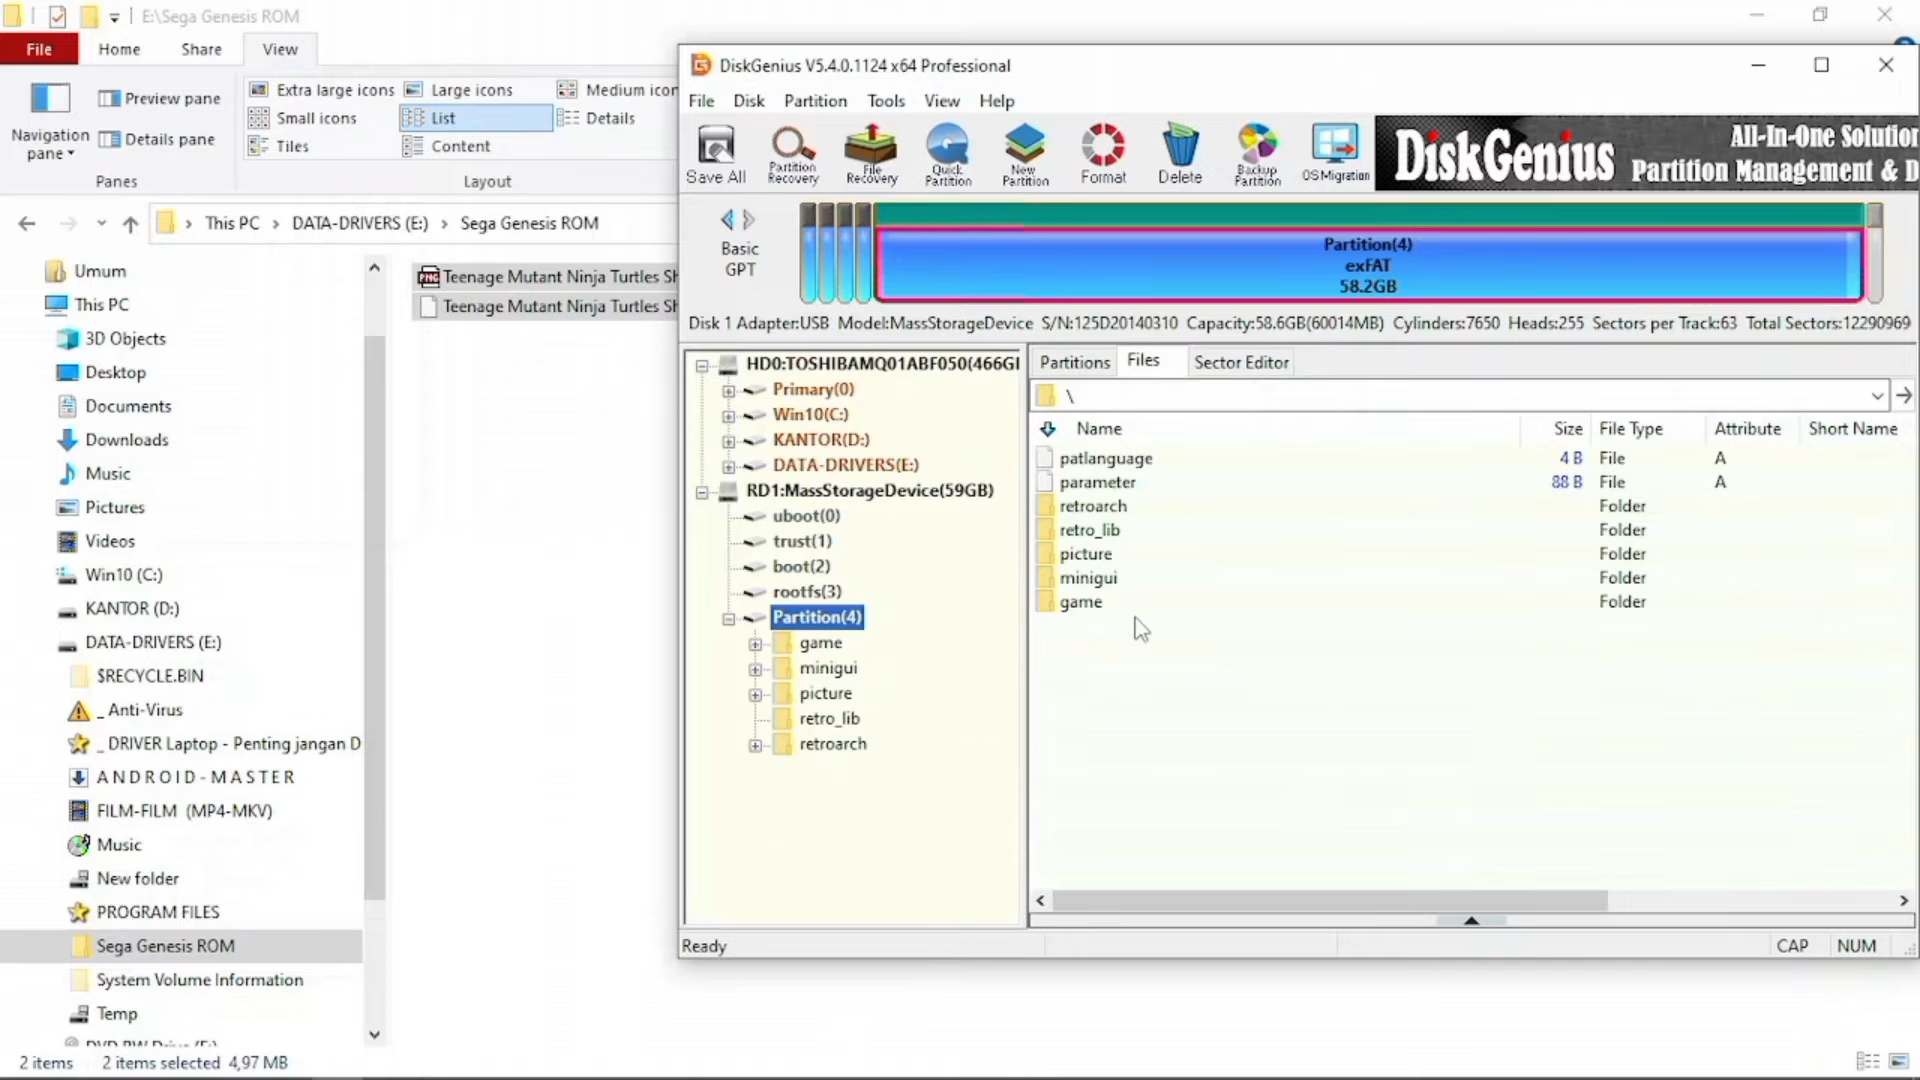 E:\Sega Genesis ROM
File Home Share View
Navigation pane
Preview pane
Details pane
Panes
Extra large icons Large icons Medium icon
Small icons List Details
Tiles Content
Layout
This PC DATA-DRIVERS (E:) Sega Genesis ROM
Umum
This PC
3D Objects
Desktop
Documents
Downloads
Music
Pictures
Videos
Win10 (C:)
KANTOR (D:)
DATA-DRIVERS (E:)
$RECYCLE.BIN
_ Anti-Virus
_ DRIVER Laptop - Penting jangan D
A N D R O I D - M A S T E R
FILM-FILM (MP4-MKV)
Music
New folder
PROGRAM FILES
Sega Genesis ROM
System Volume Information
Temp
Teenage Mutant Ninja Turtles Sh
Teenage Mutant Ninja Turtles Sh
2 items 2 items selected 4,97 MB
DiskGenius V5.4.0.1124 x64 Professional
File Disk Partition Tools View Help
Save All
Partition Recovery
File Recovery
Quick Partition
New Partition
Format
Delete
Backup Partition
OS Migration
DiskGenius
All-In-One Solution
Partition Management & D
Basic
GPT
Partition(4)
exFAT
58.2GB
Disk 1 Adapter:USB Model:MassStorageDevice S/N:125D20140310 Capacity:58.6GB(60014MB) Cylinders:7650 Heads:255 Sectors per Track:63 Total Sectors:12290969
HD0:TOSHIBAMQ01ABF050(466GI
Primary(0)
Win10(C:)
KANTOR(D:)
DATA-DRIVERS(E:)
RD1:MassStorageDevice(59GB)
uboot(0)
trust(1)
boot(2)
rootfs(3)
Partition(4)
game
minigui
picture
retro_lib
retroarch
Partitions Files Sector Editor
\
Name Size File Type Attribute Short Name
patlanguage 4 B File A
parameter 88 B File A
retroarch Folder
retro_lib Folder
picture Folder
minigui Folder
game Folder
Ready CAP NUM